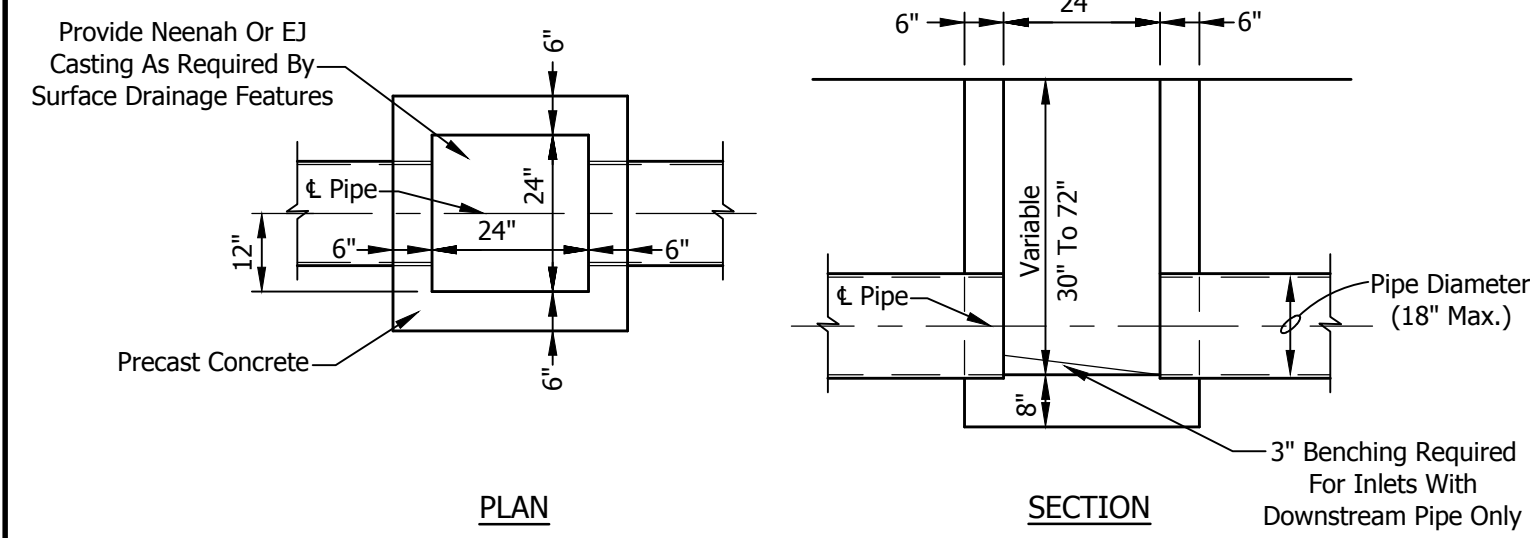 Provide Neenah Or EJ
Casting As Required By
Surface Drainage Features
6"
24"
℄ Pipe
24"
12"
6"
6"
Precast Concrete
6"
PLAN
24"
6"
6"
Variable
30" To 72"
℄ Pipe
Pipe Diameter
(18" Max.)
8"
3" Benching Required
For Inlets With
Downstream Pipe Only
SECTION